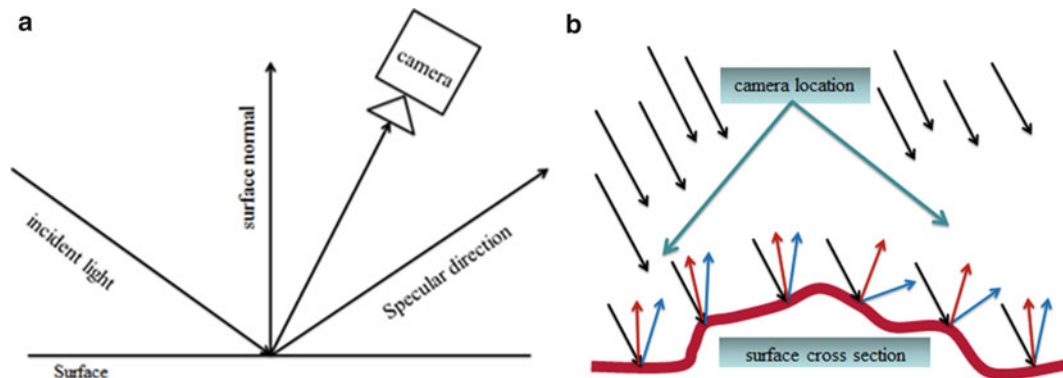 a
camera
surface normal
incident light
Specular direction
Surface
b
camera location
surface cross section